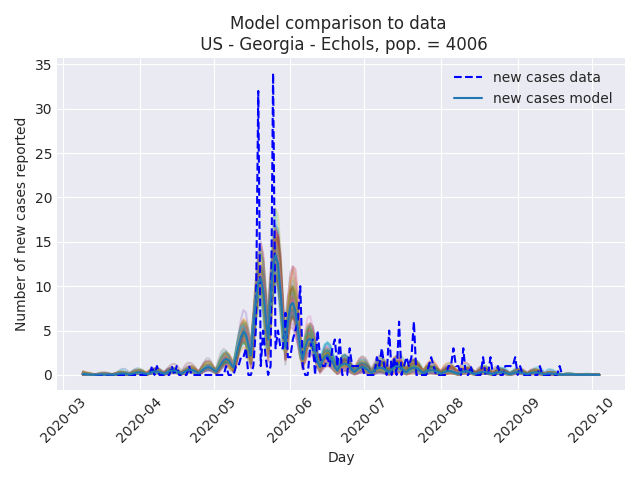 Model comparison to data
US - Georgia - Echols, pop. = 4006
new cases data
new cases model
Number of new cases reported
35
30
25
20
15
10
5
0
2020-03
2020-04
2020-05
2020-06
2020-07
2020-08
2020-09
2020-10
Day